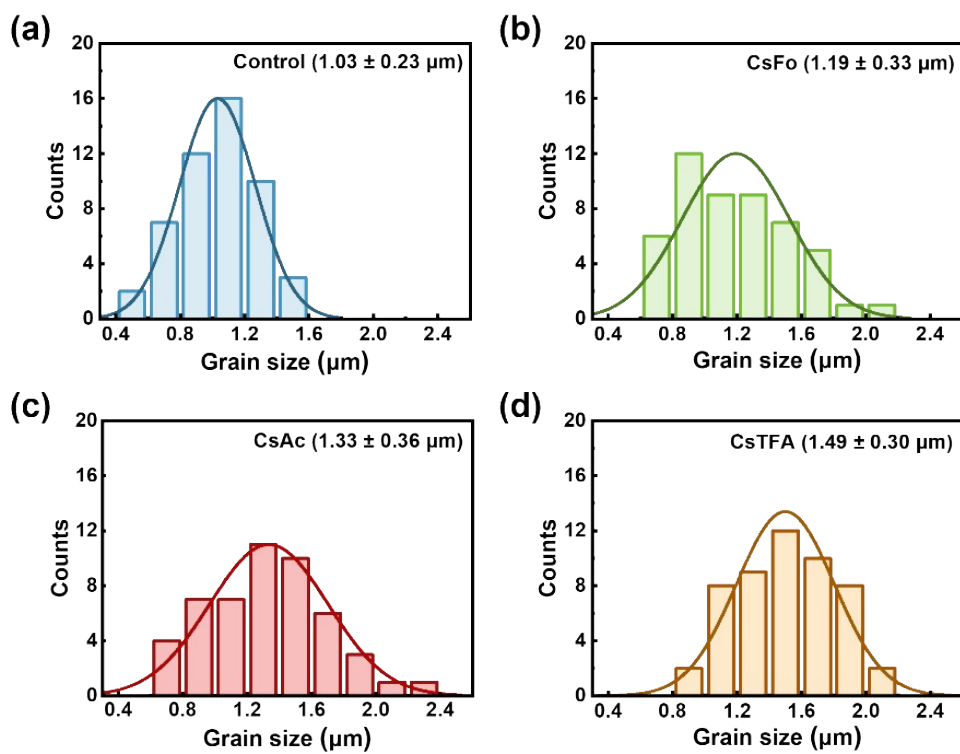 (a)
Control (1.03 ± 0.23 µm)
20
16
12
8
4
0
Counts
0.4 0.8 1.2 1.6 2.0 2.4
Grain size (µm)
(b)
CsFo (1.19 ± 0.33 µm)
20
16
12
8
4
0
Counts
0.4 0.8 1.2 1.6 2.0 2.4
Grain size (µm)
(c)
CsAc (1.33 ± 0.36 µm)
20
16
12
8
4
0
Counts
0.4 0.8 1.2 1.6 2.0 2.4
Grain size (µm)
(d)
CsTFA (1.49 ± 0.30 µm)
20
16
12
8
4
0
Counts
0.4 0.8 1.2 1.6 2.0 2.4
Grain size (µm)